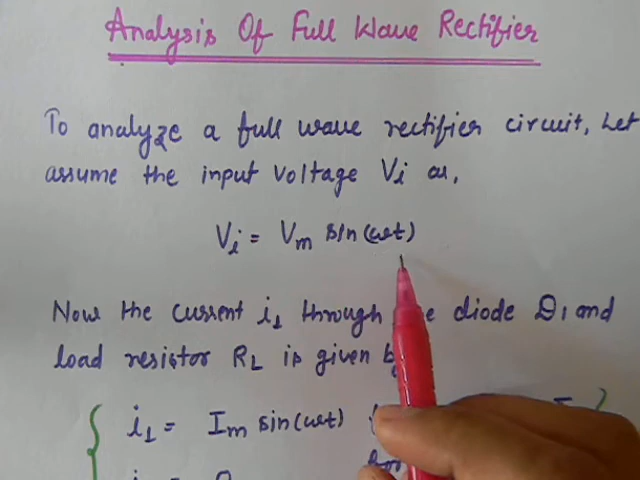 Analysis Of Full Wave Rectifier
To analyze a full wave rectifier circuit, Let
assume the input voltage Vi as,
Vi = Vm sin(ωt)
Now the current i1 through the diode D1 and
load resistor RL is given by
i1 = Im sin(ωt)